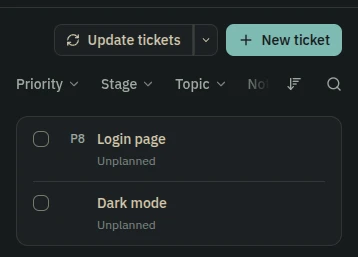 Update tickets
New ticket
Priority Stage Topic
P8 Login page
Unplanned
Dark mode
Unplanned